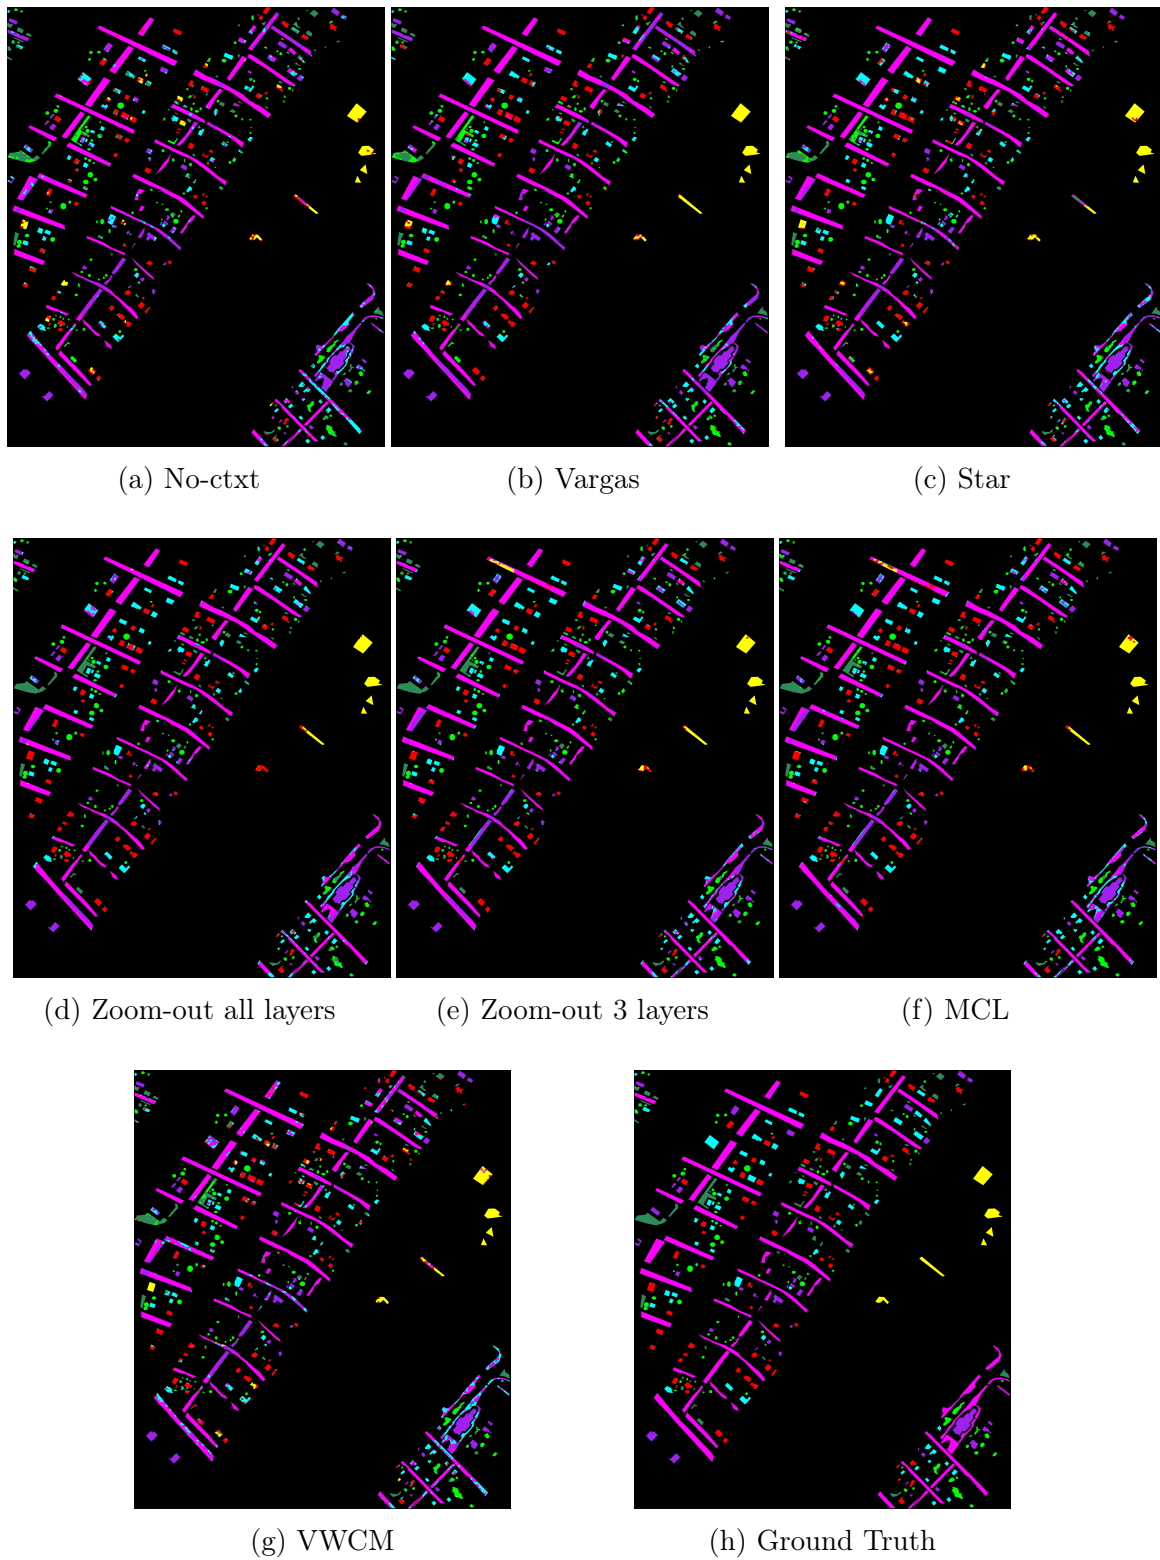 (a) No-ctxt
(b) Vargas
(c) Star
(d) Zoom-out all layers
(e) Zoom-out 3 layers
(f) MCL
(g) VWCM
(h) Ground Truth